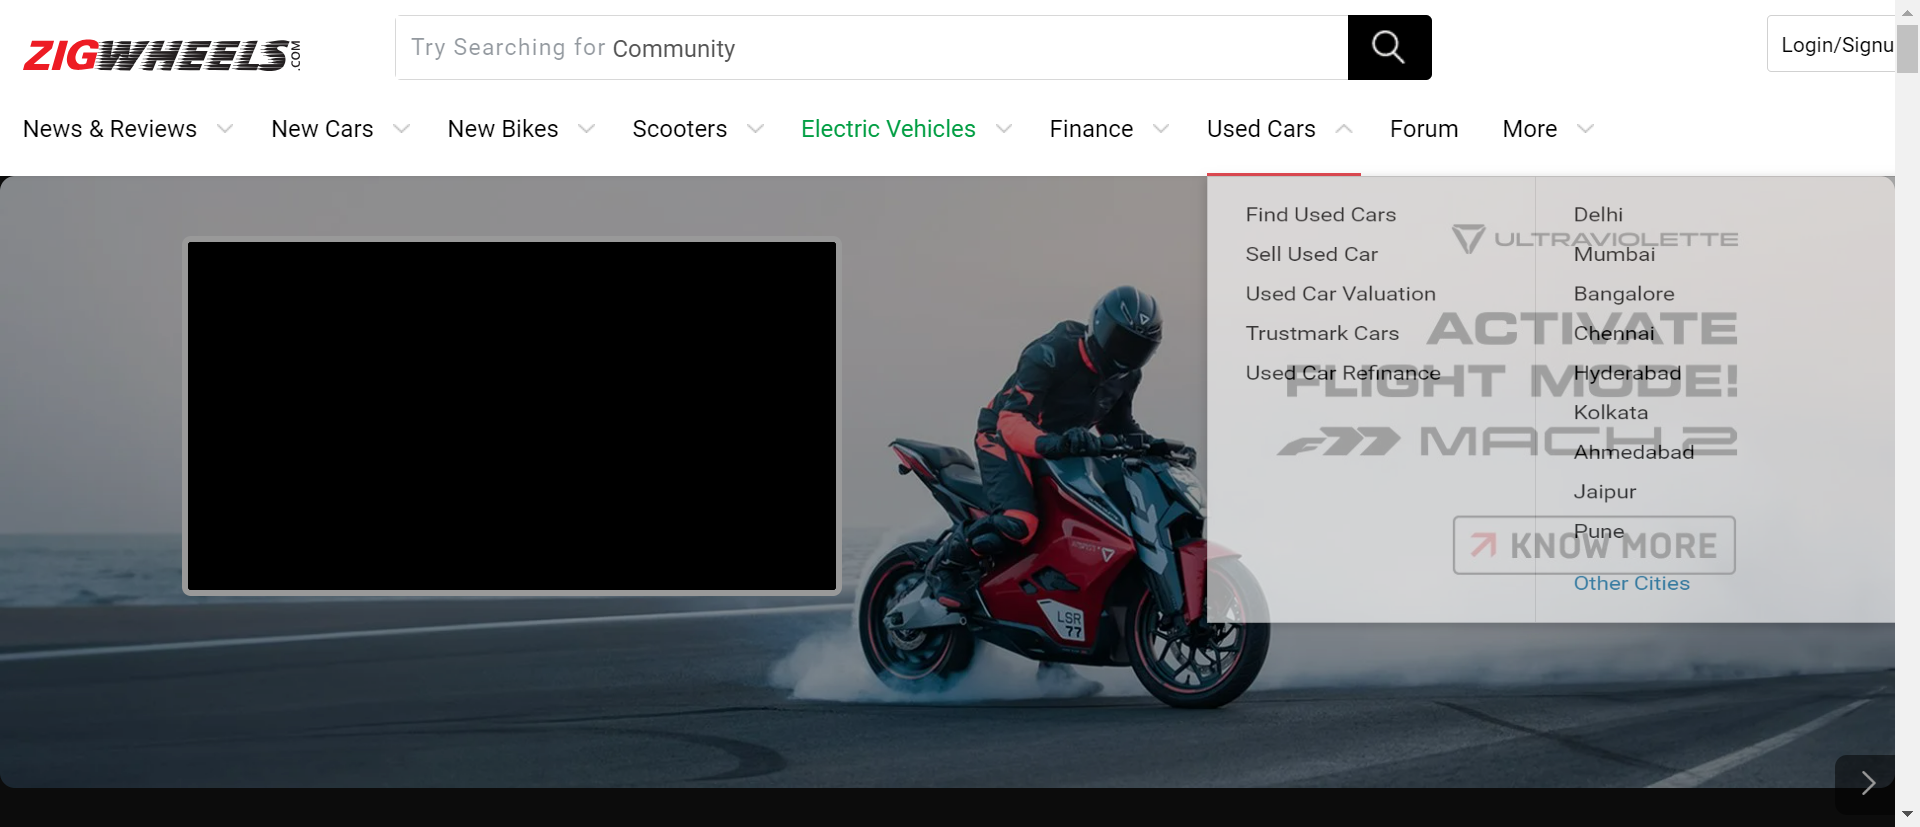 ZIGWHEELS.COM
Try Searching for Community
Login/Signu
News & Reviews
New Cars
New Bikes
Scooters
Electric Vehicles
Finance
Used Cars
Forum
More
Find Used Cars
Sell Used Car
Used Car Valuation
Trustmark Cars
Used Car Refinance
Delhi
Mumbai
Bangalore
Chennai
Hyderabad
Kolkata
Ahmedabad
Jaipur
Pune
Other Cities
ULTRAVIOLETTE
ACTIVATE
FLIGHT MODE!
F77 MACH 2
KNOW MORE
LSR
77